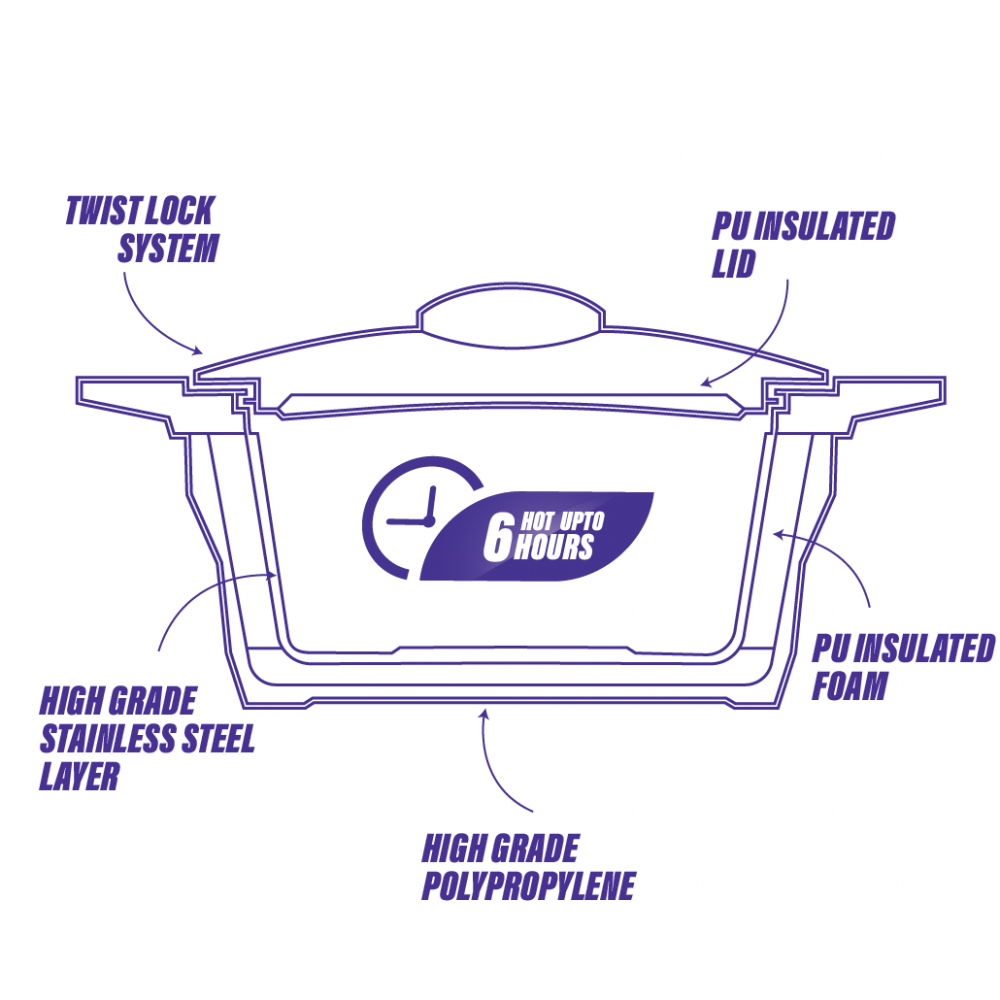 TWIST LOCK
SYSTEM
PU INSULATED
LID
6 HOT UPTO
HOURS
PU INSULATED
FOAM
HIGH GRADE
STAINLESS STEEL
LAYER
HIGH GRADE
POLYPROPYLENE